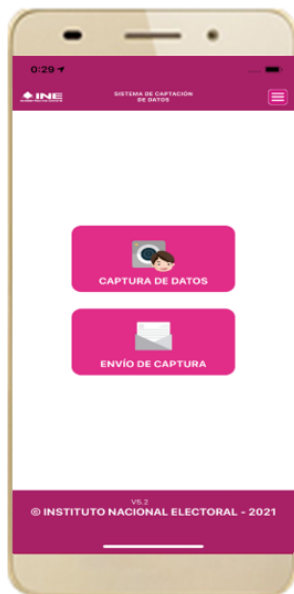 0:29
INE
SISTEMA DE CAPTACIÓN
DE DATOS
CAPTURA DE DATOS
ENVÍO DE CAPTURA
V5.2
© INSTITUTO NACIONAL ELECTORAL - 2021